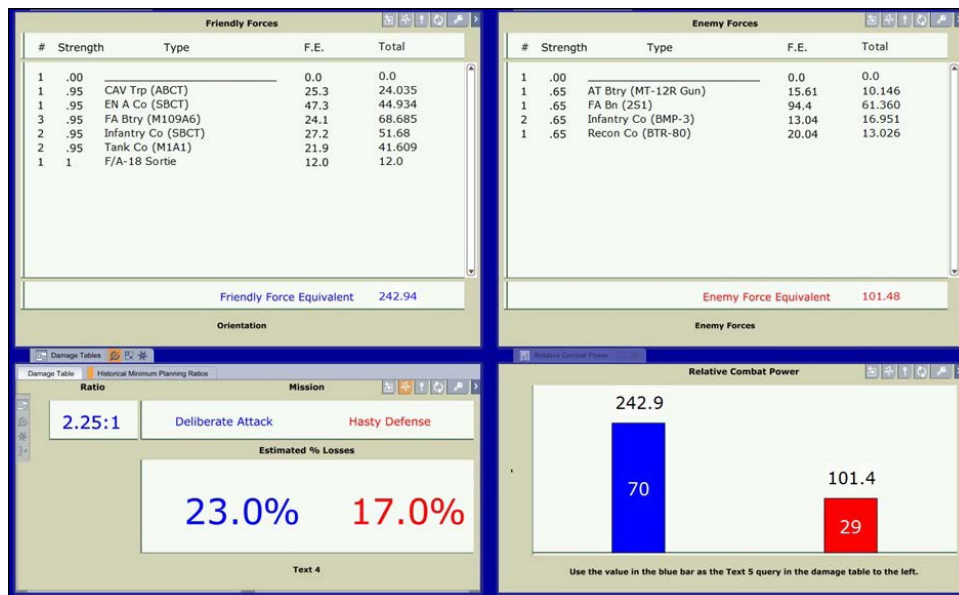 Friendly Forces
# Strength Type F.E. Total
1 .00 ____________________ 0.0 0.0
1 .95 CAV Trp (ABCT) 25.3 24.035
1 .95 EN A Co (SBCT) 47.3 44.934
3 .95 FA Btry (M109A6) 24.1 68.685
2 .95 Infantry Co (SBCT) 27.2 51.68
2 .95 Tank Co (M1A1) 21.9 41.609
1 1 F/A-18 Sortie 12.0 12.0
Friendly Force Equivalent 242.94
Orientation
Enemy Forces
# Strength Type F.E. Total
1 .00 ____________________ 0.0 0.0
1 .65 AT Btry (MT-12R Gun) 15.61 10.146
1 .65 FA Bn (2S1) 94.4 61.360
2 .65 Infantry Co (BMP-3) 13.04 16.951
1 .65 Recon Co (BTR-80) 20.04 13.026
Enemy Force Equivalent 101.48
Enemy Forces
Damage Tables
Damage Table Historical Minimum Planning Ratios
Ratio Mission
2.25:1 Deliberate Attack Hasty Defense
Estimated % Losses
23.0% 17.0%
Text 4
Relative Combat Power
Relative Combat Power
242.9
70
101.4
29
Use the value in the blue bar as the Text 5 query in the damage table to the left.